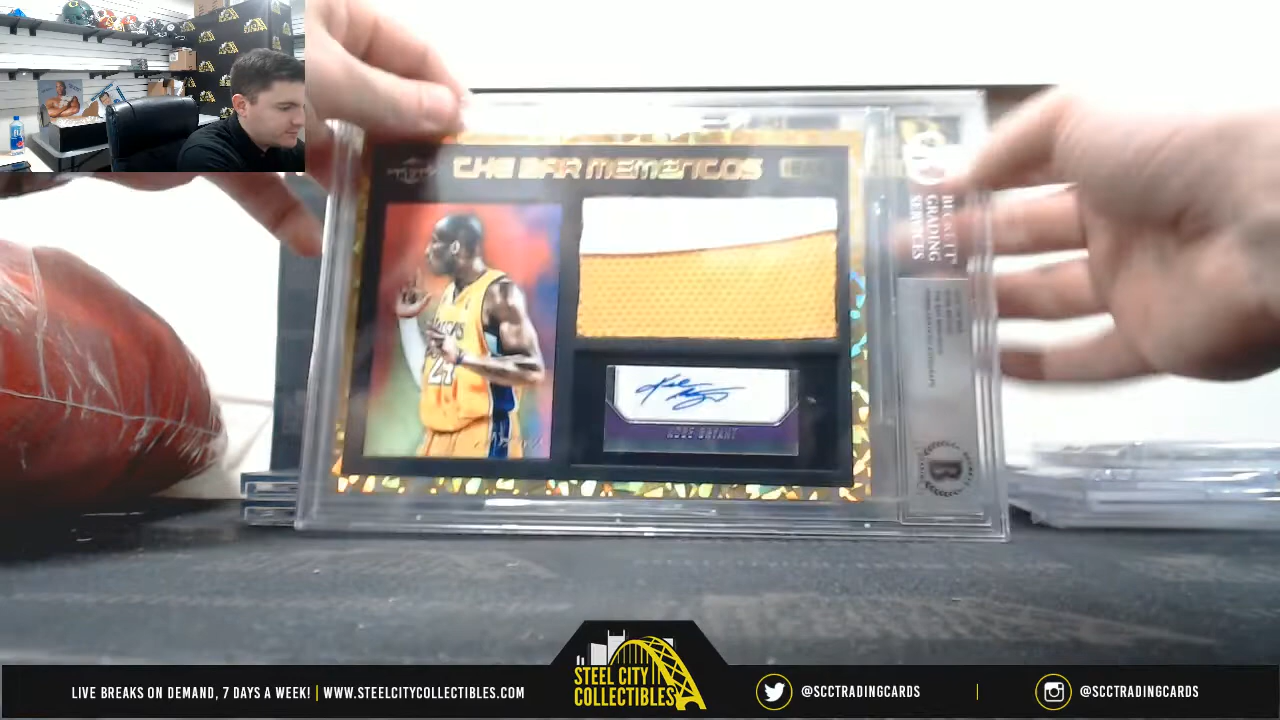 THE BAR MEMENTOS
BECKETT
GRADING
SERVICES
24
KOBE BRYANT
B
STEEL CITY
COLLECTIBLES
LIVE BREAKS ON DEMAND, 7 DAYS A WEEK! | WWW.STEELCITYCOLLECTIBLES.COM
@SCCTRADINGCARDS | @SCCTRADINGCARDS